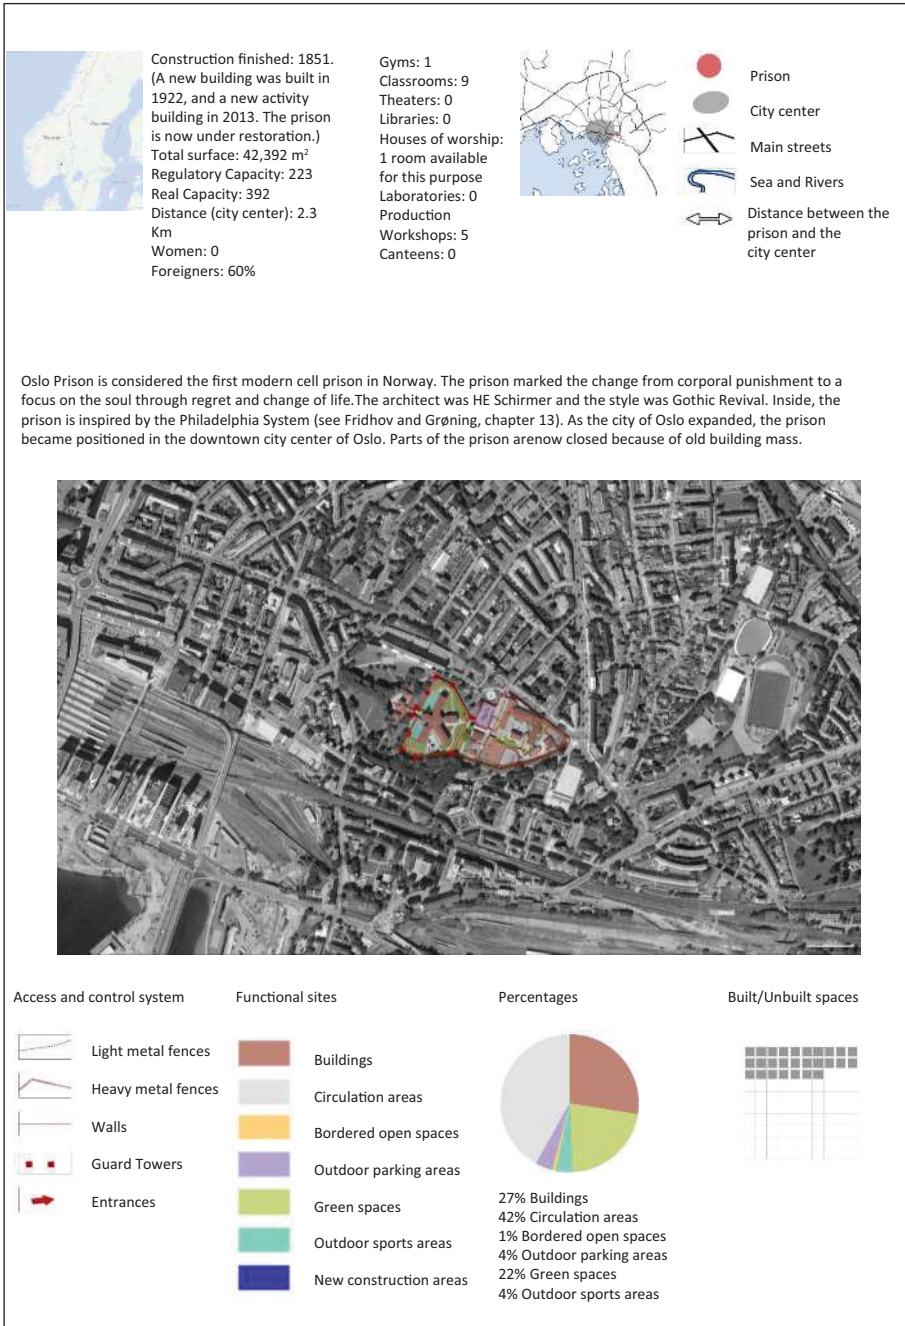 Construction finished: 1851.
(A new building was built in
1922, and a new activity
building in 2013. The prison
is now under restoration.)
Total surface: 42,392 m²
Regulatory Capacity: 223
Real Capacity: 392
Distance (city center): 2.3
Km
Women: 0
Foreigners: 60%
Gyms: 1
Classrooms: 9
Theaters: 0
Libraries: 0
Houses of worship:
1 room available
for this purpose
Laboratories: 0
Production
Workshops: 5
Canteens: 0
Prison
City center
Main streets
Sea and Rivers
Distance between the
prison and the
city center
Oslo Prison is considered the first modern cell prison in Norway. The prison marked the change from corporal punishment to a
focus on the soul through regret and change of life.The architect was HE Schirmer and the style was Gothic Revival. Inside, the
prison is inspired by the Philadelphia System (see Fridhov and Grøning, chapter 13). As the city of Oslo expanded, the prison
became positioned in the downtown city center of Oslo. Parts of the prison arenow closed because of old building mass.
Access and control system
Light metal fences
Heavy metal fences
Walls
Guard Towers
Entrances
Functional sites
Buildings
Circulation areas
Bordered open spaces
Outdoor parking areas
Green spaces
Outdoor sports areas
New construction areas
Percentages
27% Buildings
42% Circulation areas
1% Bordered open spaces
4% Outdoor parking areas
22% Green spaces
4% Outdoor sports areas
Built/Unbuilt spaces